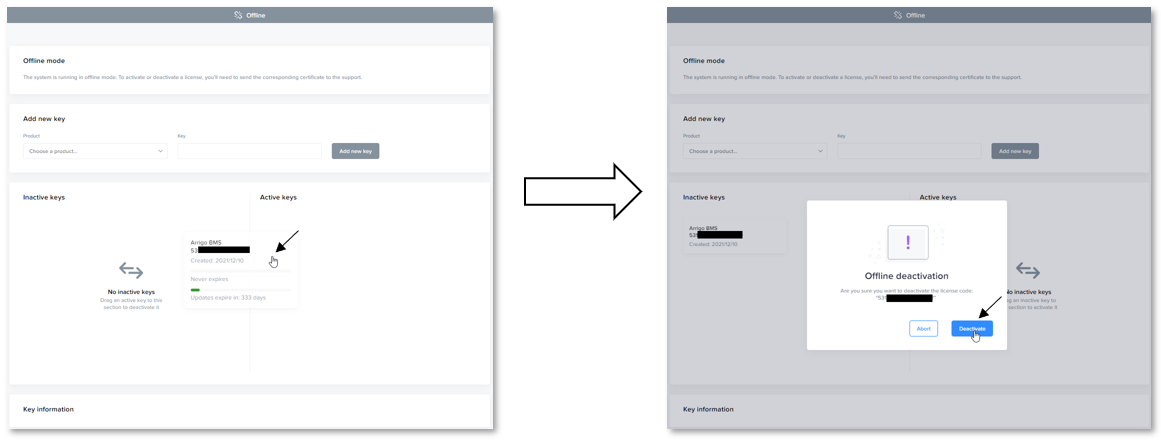 Offline
Offline mode
The system is running in offline mode. To activate or deactivate a license, you'll need to send the corresponding certificate to the support.
Add new key
Product
Key
Choose a product...
Add new key
Inactive keys
Active keys
Arrigo BMS
53
Created: 2021/12/10
Never expires
Updates expire in: 333 days
No inactive keys
Drag an active key to this
section to deactivate it
Key information
Offline
Offline mode
The system is running in offline mode. To activate or deactivate a license, you'll need to send the corresponding certificate to the support.
Add new key
Product
Key
Choose a product...
Add new key
Inactive keys
Active keys
Arrigo BMS
539
Created: 2021/12/10
!
Offline deactivation
Are you sure you want to deactivate the license code:
"53
Abort
Deactivate
No inactive keys
an inactive key to
section to activate it
Key information